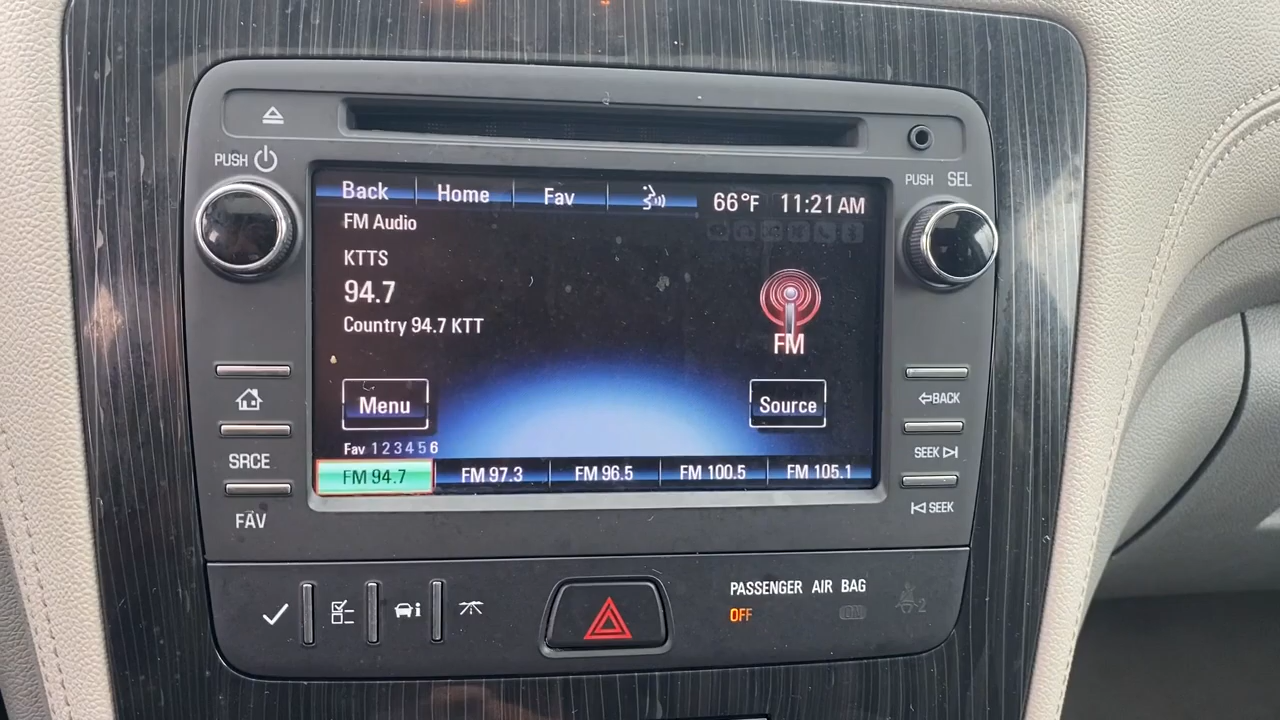 PUSH
PUSH SEL
Back Home Fav 66°F 11:21 AM
FM Audio
KTTS
94.7
Country 94.7 KTT
FM
Menu Source
Fav 1 2 3 4 5 6
FM 94.7 FM 97.3 FM 96.5 FM 100.5 FM 105.1
SRCE
FAV
BACK
SEEK
SEEK
PASSENGER AIR BAG
OFF ON 2